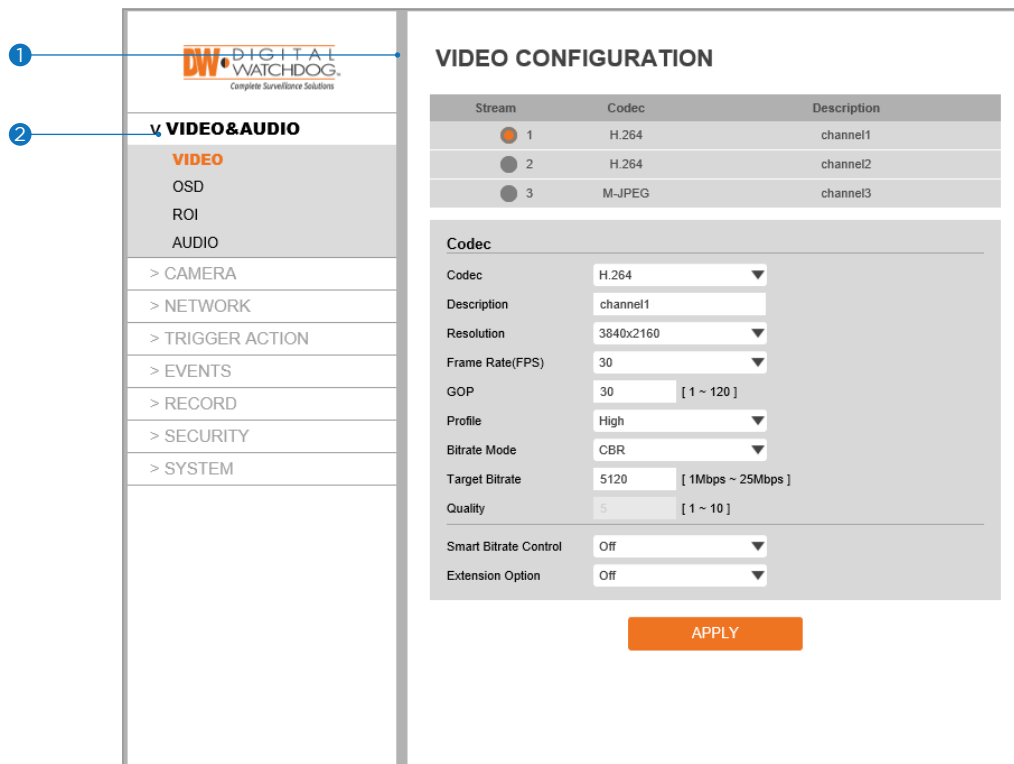 1
DW DIGITAL
WATCHDOG®
Complete Surveillance Solutions
2
v VIDEO&AUDIO
VIDEO
OSD
ROI
AUDIO
> CAMERA
> NETWORK
> TRIGGER ACTION
> EVENTS
> RECORD
> SECURITY
> SYSTEM
VIDEO CONFIGURATION
Stream Codec Description
1 H.264 channel1
2 H.264 channel2
3 M-JPEG channel3
Codec
Codec H.264
Description channel1
Resolution 3840x2160
Frame Rate(FPS) 30
GOP 30 [ 1 ~ 120 ]
Profile High
Bitrate Mode CBR
Target Bitrate 5120 [ 1Mbps ~ 25Mbps ]
Quality 5 [ 1 ~ 10 ]
Smart Bitrate Control Off
Extension Option Off
APPLY